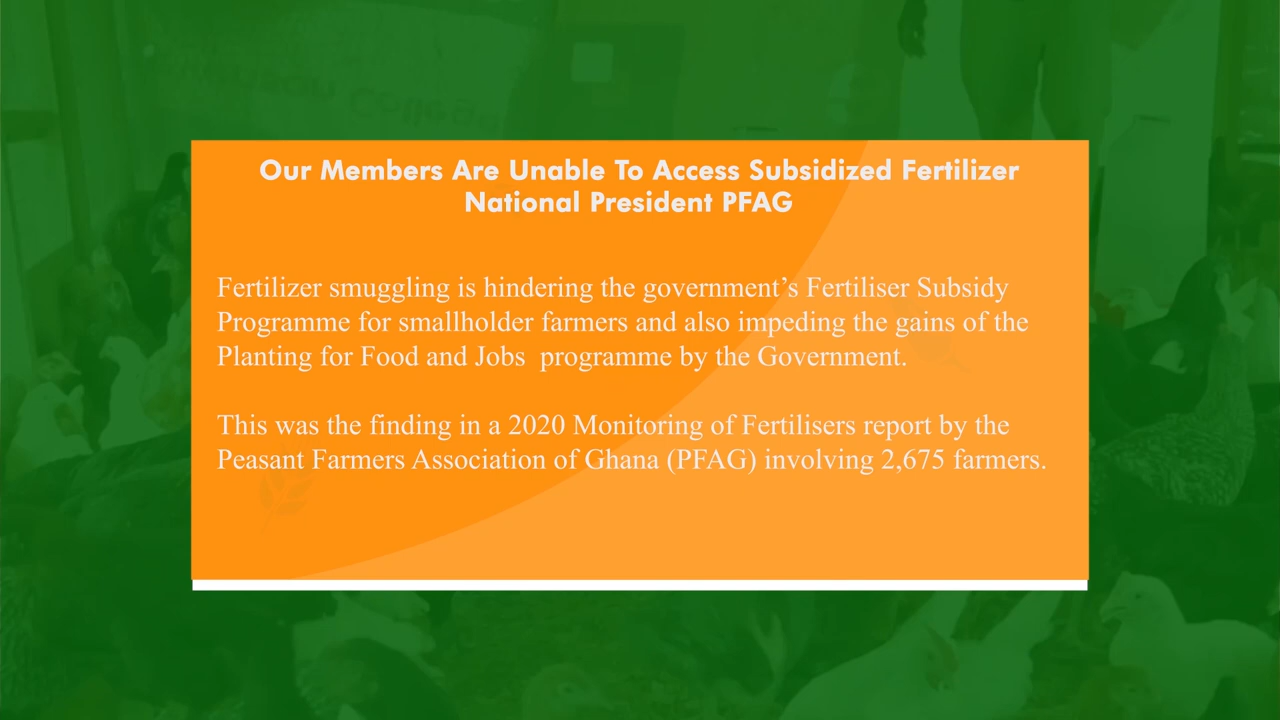 Our Members Are Unable To Access Subsidized Fertilizer
National President PFAG
Fertilizer smuggling is hindering the government’s Fertiliser Subsidy
Programme for smallholder farmers and also impeding the gains of the
Planting for Food and Jobs  programme by the Government.
This was the finding in a 2020 Monitoring of Fertilisers report by the
Peasant Farmers Association of Ghana (PFAG) involving 2,675 farmers.